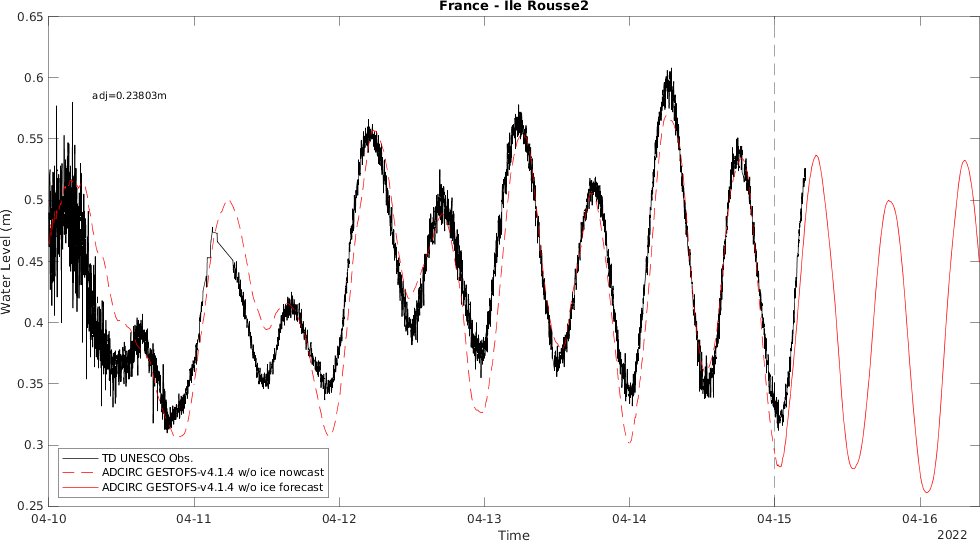 France - Ile Rousse2
0.65
0.6
0.55
0.5
0.45
0.4
0.35
0.3
0.25
Water Level (m)
adj=0.23803m
TD UNESCO Obs.
ADCIRC GESTOFS-v4.1.4 w/o ice nowcast
ADCIRC GESTOFS-v4.1.4 w/o ice forecast
04-10 04-11 04-12 04-13 04-14 04-15 04-16
Time
2022